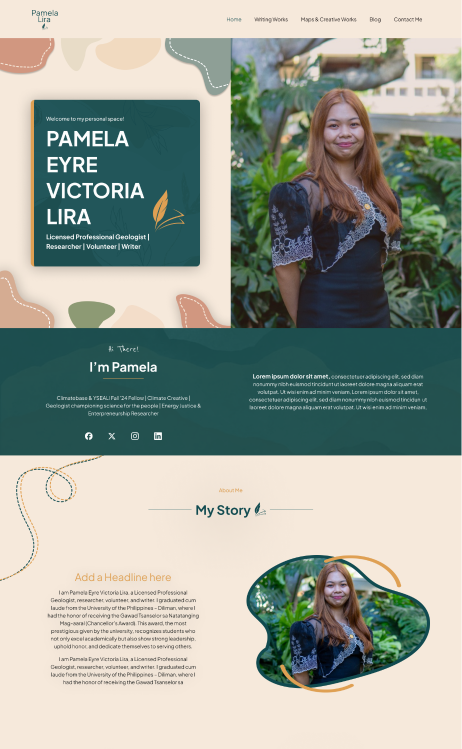 Pamela
Lira
Home Writing Works Maps & Creative Works Blog Contact Me
Welcome to my personal space!
PAMELA
EYRE
VICTORIA
LIRA
Licensed Professional Geologist |
Researcher | Volunteer | Writer
Hi There!
I'm Pamela
Climatebase & YSEALI Fall '24 Fellow | Climate Creative |
Geologist championing science for the people | Energy Justice &
Enterpreneurship Researcher
Lorem ipsum dolor sit amet, consectetuer adipiscing elit, sed diam
nonummy nibh euismod tincidunt ut laoreet dolore magna aliquam erat
volutpat. Ut wisi enim ad minim veniam, Lorem ipsum dolor sit amet,
consectetuer adipiscing elit, sed diam nonummy nibh euismod tincidunt ut
laoreet dolore magna aliquam erat volutpat. Ut wisi enim ad minim veniam,
About Me
My Story
Add a Headline here
I am Pamela Eyre Victoria Lira, a Licensed Professional
Geologist, researcher, volunteer, and writer. I graduated cum
laude from the University of the Philippines – Diliman, where I
had the honor of receiving the Gawad Tanselor sa Natatanging
Mag-aaral (Chancellor's Award). This award, the most
prestigious given by the university, recognizes students who
not only excel academically but also show strong leadership,
uphold honor, and dedicate themselves to serving others.
I am Pamela Eyre Victoria Lira, a Licensed Professional
Geologist, researcher, volunteer, and writer. I graduated cum
laude from the University of the Philippines – Diliman, where I
had the honor of receiving the Gawad Tanselor sa